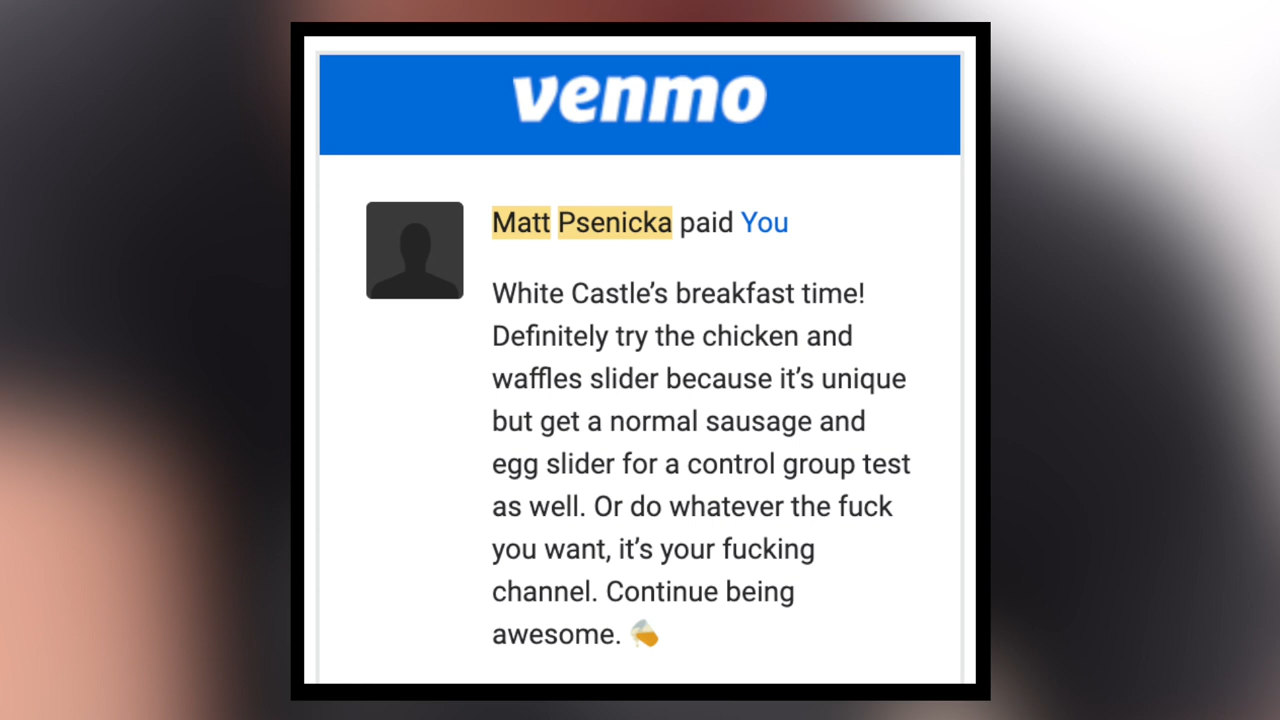 venmo
Matt Psenicka paid You
White Castle’s breakfast time!
Definitely try the chicken and
waffles slider because it’s unique
but get a normal sausage and
egg slider for a control group test
as well. Or do whatever the fuck
you want, it’s your fucking
channel. Continue being
awesome.